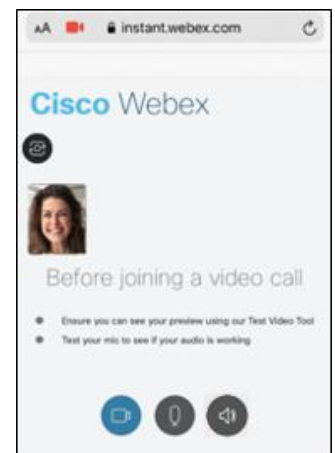 AA instant.webex.com
Cisco Webex
Before joining a video call
Ensure you can see your preview using our Test Video Tool
Test your mic to see if your audio is working